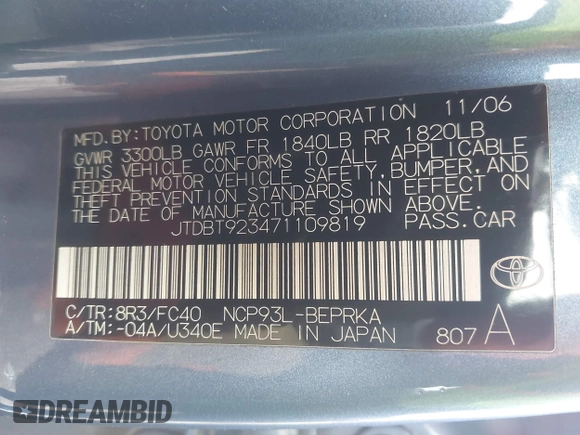 MFD. BY: TOYOTA MOTOR CORPORATION 11/06
GVWR 3300LB GAWR FR 1840LB RR 1820LB
THIS VEHICLE CONFORMS TO ALL APPLICABLE
FEDERAL MOTOR VEHICLE SAFETY, BUMPER, AND
THEFT PREVENTION STANDARDS IN EFFECT ON
THE DATE OF MANUFACTURE SHOWN ABOVE.
JTDBT923471109819 PASS. CAR
C/TR: 8R3/FC40 NCP93L-BEPRKA
A/TM: -04A/U340E MADE IN JAPAN 807 A
DREAMBID